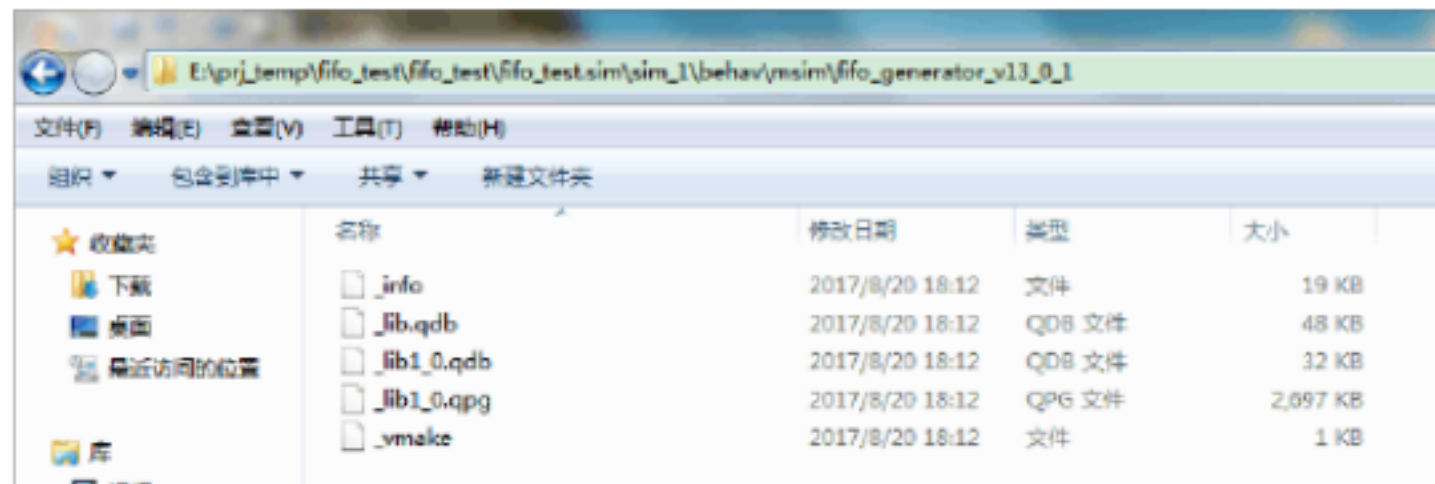 E:\prj_temp\fifo_test\fifo_test\fifo_test.sim\sim_1\behav\msim\fifo_generator_v13_0_1
文件(F) 编辑(E) 查看(V) 工具(T) 帮助(H)
组织 包含到库中 共享 新建文件夹
名称 修改日期 类型 大小
收藏夹
下载
桌面
最近访问的位置
库
_info 2017/8/20 18:12 文件 19 KB
_lib.qdb 2017/8/20 18:12 QDB 文件 48 KB
_lib1_0.qdb 2017/8/20 18:12 QDB 文件 32 KB
_lib1_0.qpg 2017/8/20 18:12 QPG 文件 2,697 KB
_vmake 2017/8/20 18:12 文件 1 KB